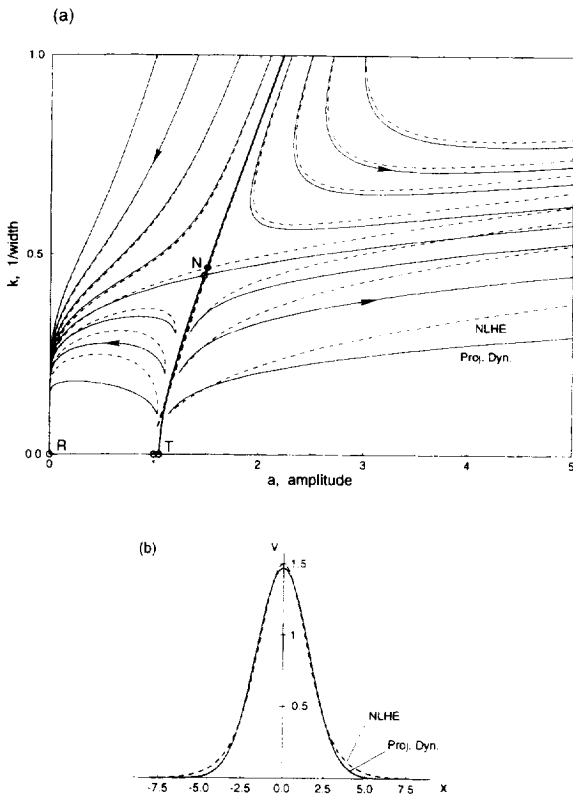 (a)
1.0
k, 1/width
0.5
N
NLHE
Proj. Dyn.
R
T
0.0
0
1
2
3
4
5
a, amplitude
(b)
V
1.5
1
0.5
NLHE
Proj. Dyn.
-7.5
-5.0
-2.5
0.0
2.5
5.0
7.5
X